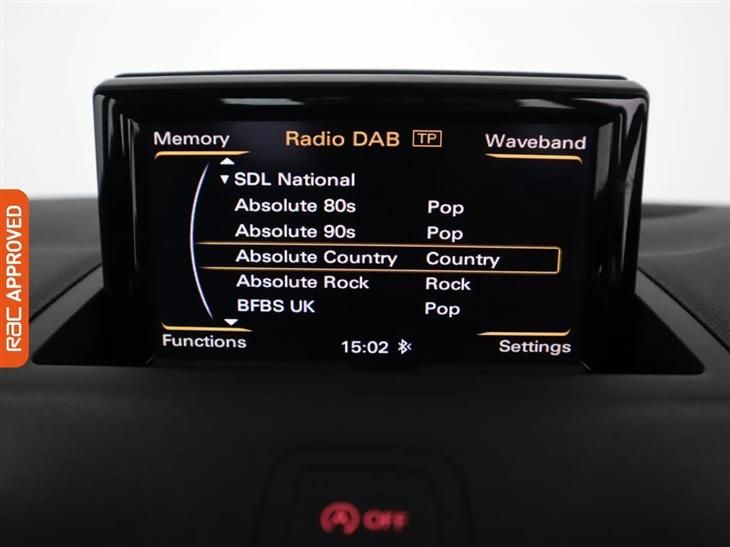 Memory Radio DAB TP Waveband
SDL National
Absolute 80s Pop
Absolute 90s Pop
Absolute Country Country
Absolute Rock Rock
BFBS UK Pop
Functions 15:02 Settings
RAC APPROVED
A OFF